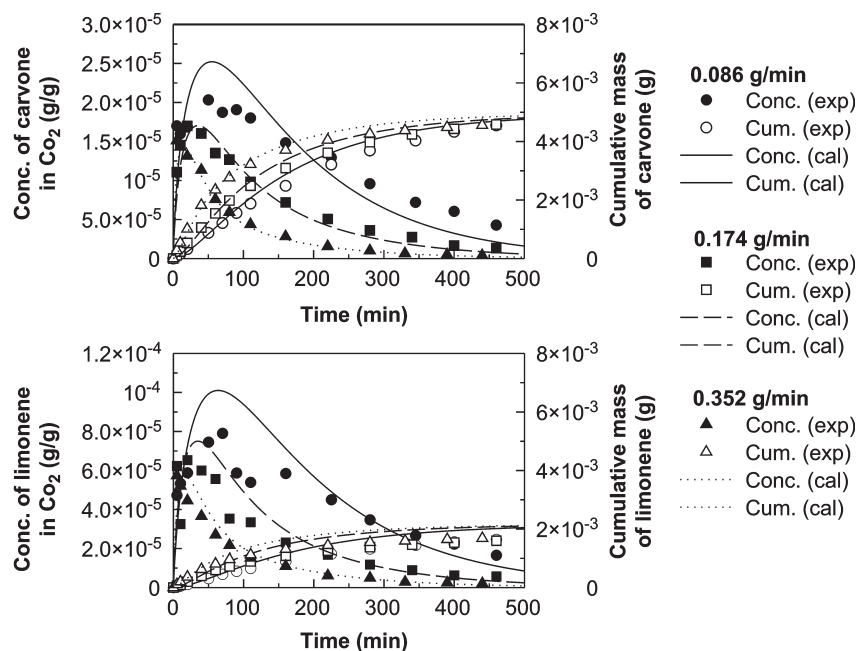 3.0×10⁻⁵
2.5×10⁻⁵
2.0×10⁻⁵
1.5×10⁻⁵
10⁻⁵
5.0×10⁻⁵
0
Conc. of carvone
in Co₂ (g/g)
8×10⁻³
6×10⁻³
4×10⁻³
2×10⁻³
0
Cumulative mass
of carvone (g)
0 100 200 300 400 500
Time (min)
1.2×10⁻⁴
10⁻⁴
8.0×10⁻⁵
6.0×10⁻⁵
4.0×10⁻⁵
2.0×10⁻⁵
0
Conc. of limonene
in CO₂ (g/g)
8×10⁻³
6×10⁻³
4×10⁻³
2×10⁻³
0
Cumulative mass
of limonene (g)
0 100 200 300 400 500
Time (min)
0.086 g/min
Conc. (exp)
Cum. (exp)
Conc. (cal)
Cum. (cal)
0.174 g/min
Conc. (exp)
Cum. (exp)
Conc. (cal)
Cum. (cal)
0.352 g/min
Conc. (exp)
Cum. (exp)
Conc. (cal)
Cum. (cal)